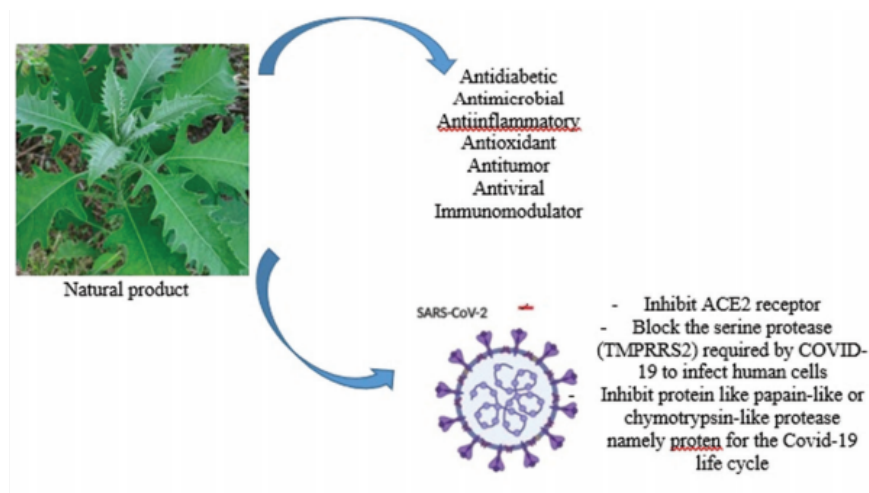 Antidiabetic
Antimicrobial
Antiinflammatory
Antioxidant
Antitumor
Antiviral
Immunomodulator
Natural product
SARS-CoV-2
- Inhibit ACE2 receptor
- Block the serine protease
(TMPRRS2) required by COVID-
19 to infect human cells
- Inhibit protein like papain-like or
chymotrypsin-like protease
namely proten for the Covid-19
life cycle